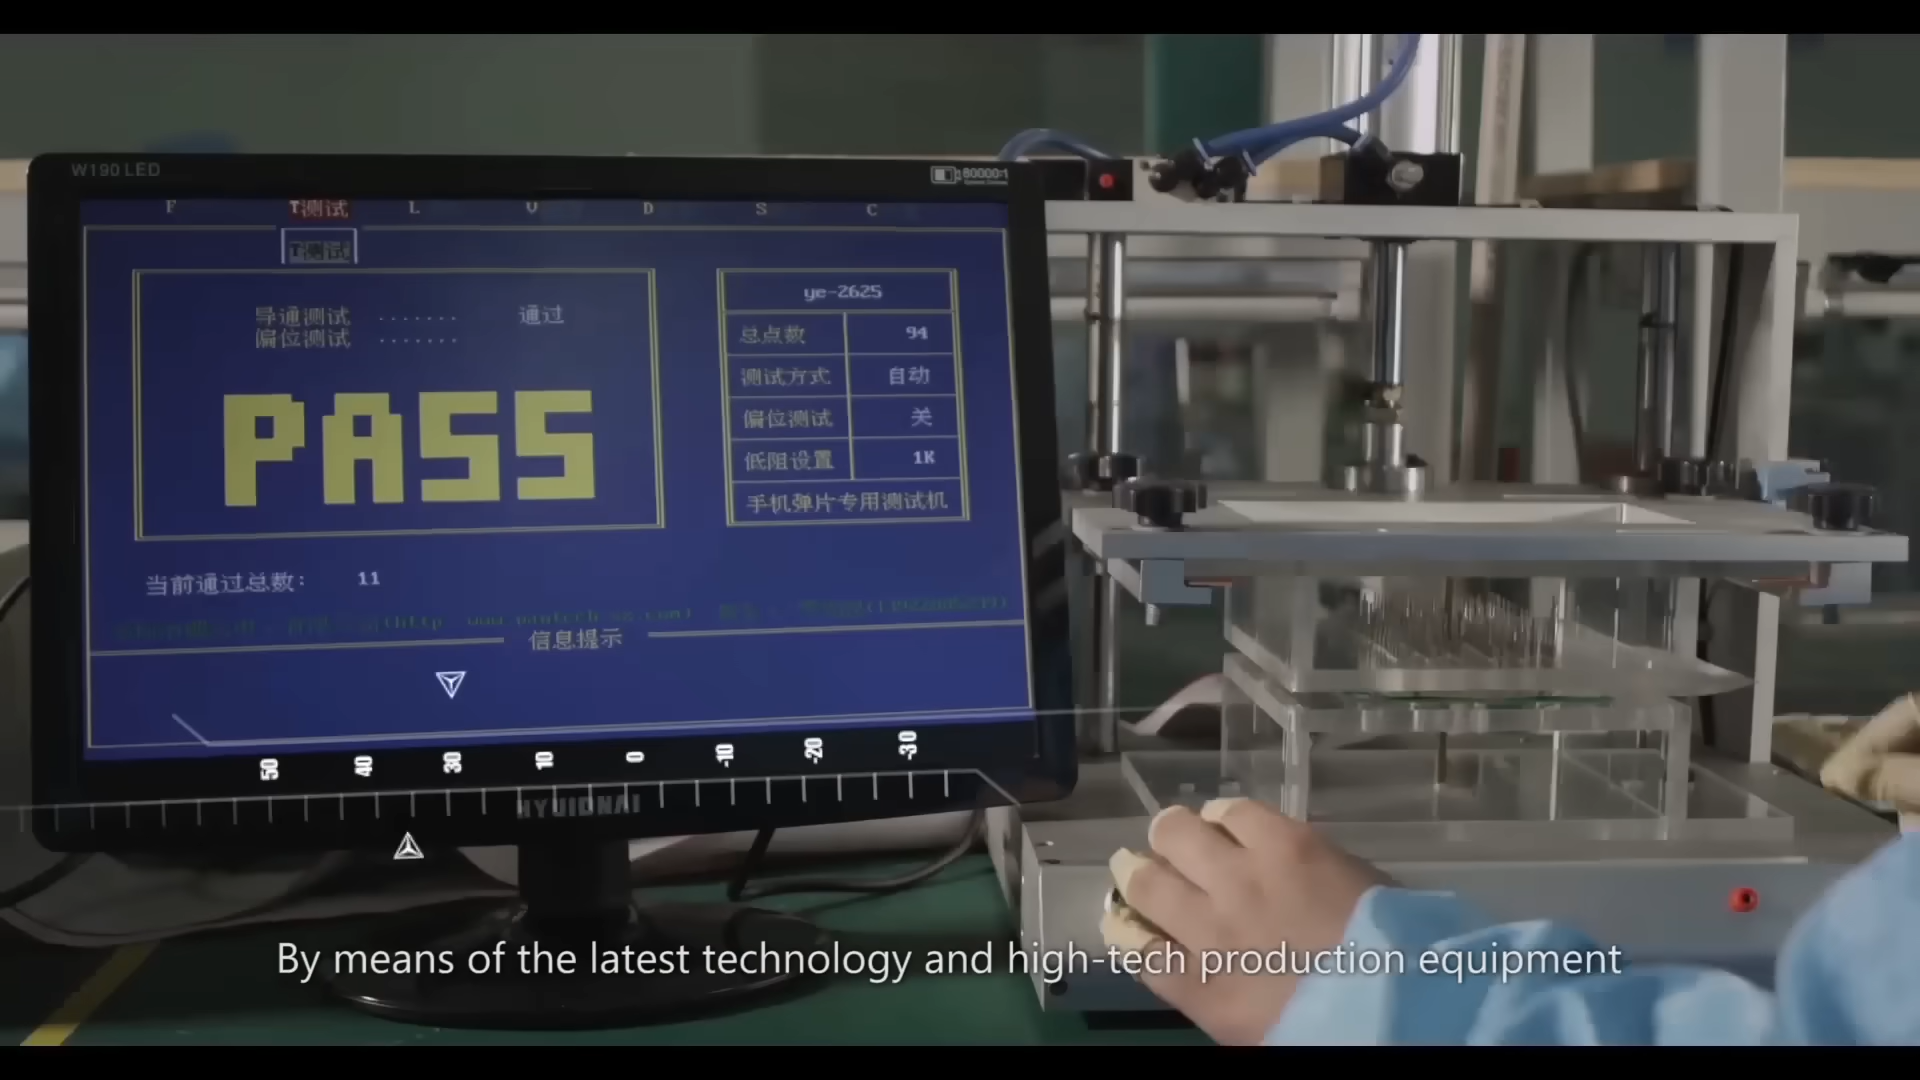 W190 LED
60000:1
F T测试 L V D S C
T测试
导通测试 ....... 通过
偏位测试 .......
PASS
ye-2625
总点数 94
测试方式 自动
偏位测试 关
低阻设置 1K
手机弹片专用测试机
当前通过总数: 11
信息提示
50 40 30 10 0 -10 -20 -30
HYUIDNAI
By means of the latest technology and high-tech production equipment